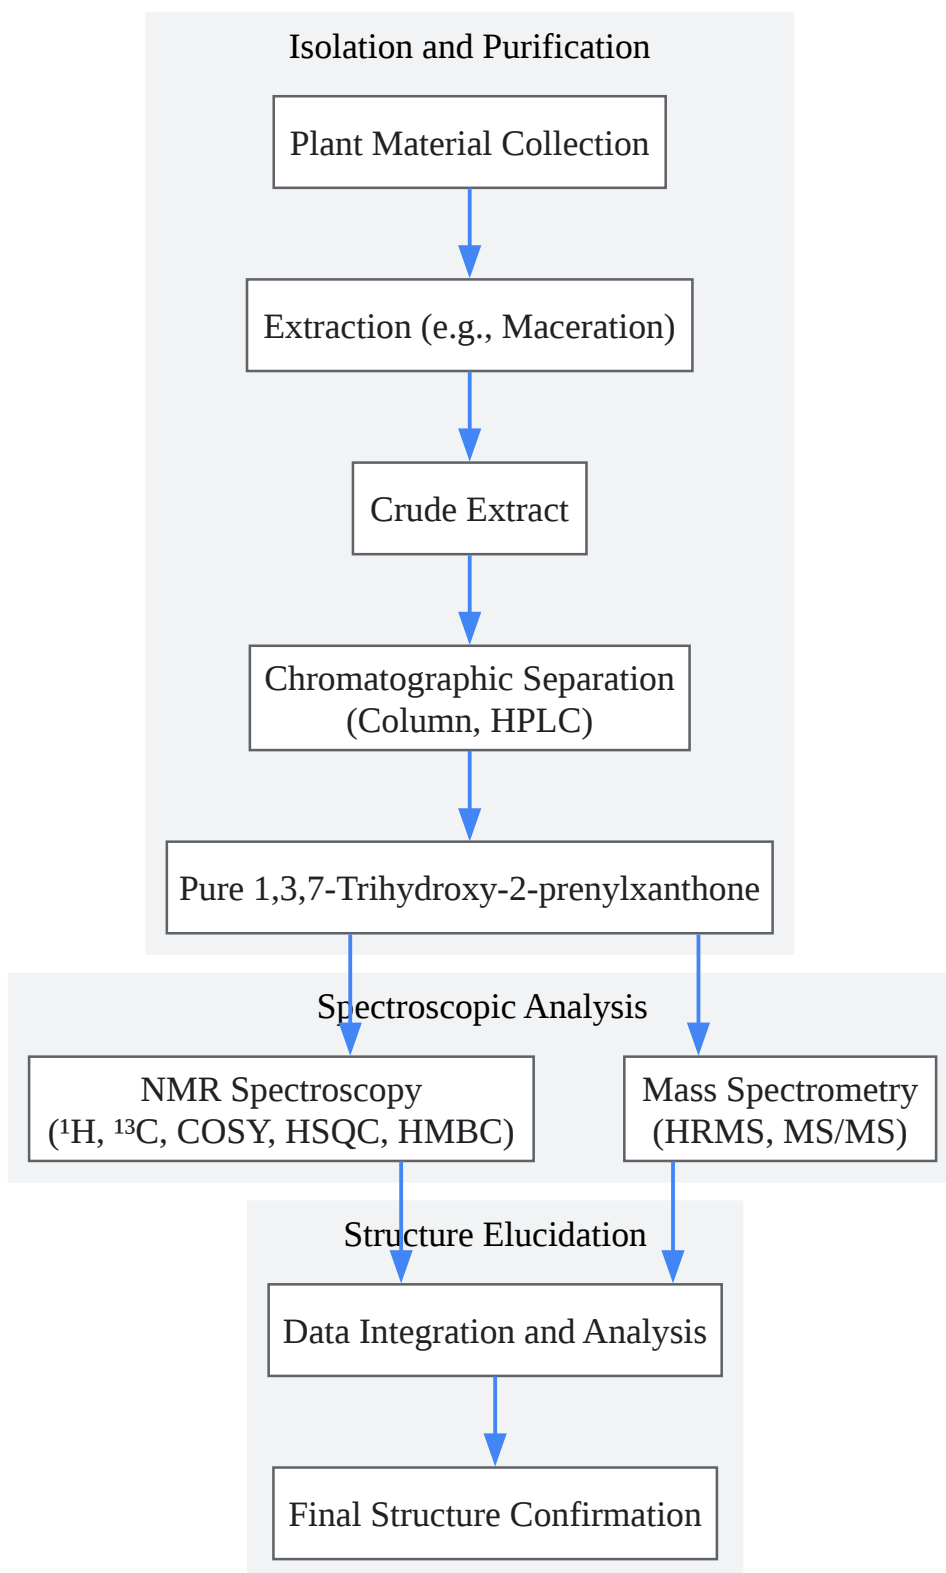 Isolation and Purification
Plant Material Collection
Extraction (e.g., Maceration)
Crude Extract
Chromatographic Separation
(Column, HPLC)
Pure 1,3,7-Trihydroxy-2-prenylxanthone
Spectroscopic Analysis
NMR Spectroscopy
(¹H, ¹³C, COSY, HSQC, HMBC)
Mass Spectrometry
(HRMS, MS/MS)
Structure Elucidation
Data Integration and Analysis
Final Structure Confirmation